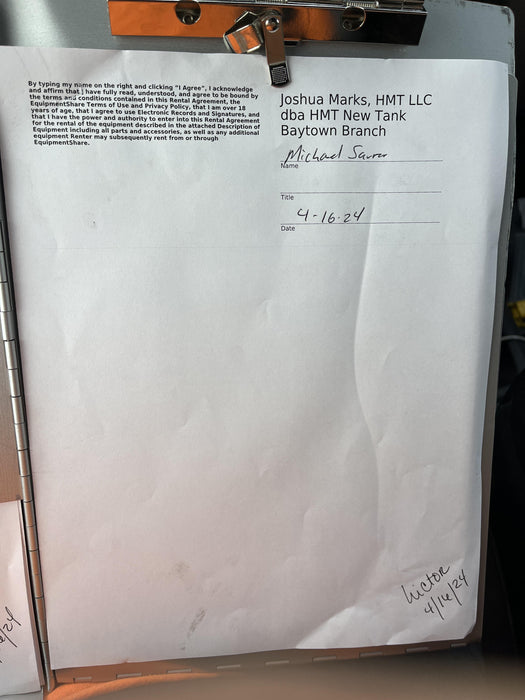 By typing my name on the right and clicking "I Agree", I acknowledge
and affirm that I have fully read, understood, and agree to be bound by
the terms and conditions contained in this Rental Agreement, the
EquipmentShare Terms of Use and Privacy Policy, that I am over 18
years of age, that I agree to use Electronic Records and Signatures, and
that I have the power and authority to enter into this Rental Agreement
for the rental of the equipment described in the attached Description of
Equipment including all parts and accessories, as well as any additional
equipment Renter may subsequently rent from or through
EquipmentShare.
Joshua Marks, HMT LLC
dba HMT New Tank
Baytown Branch
Michael
Name
Title
4-16-24
Date
Victor
4/16/24